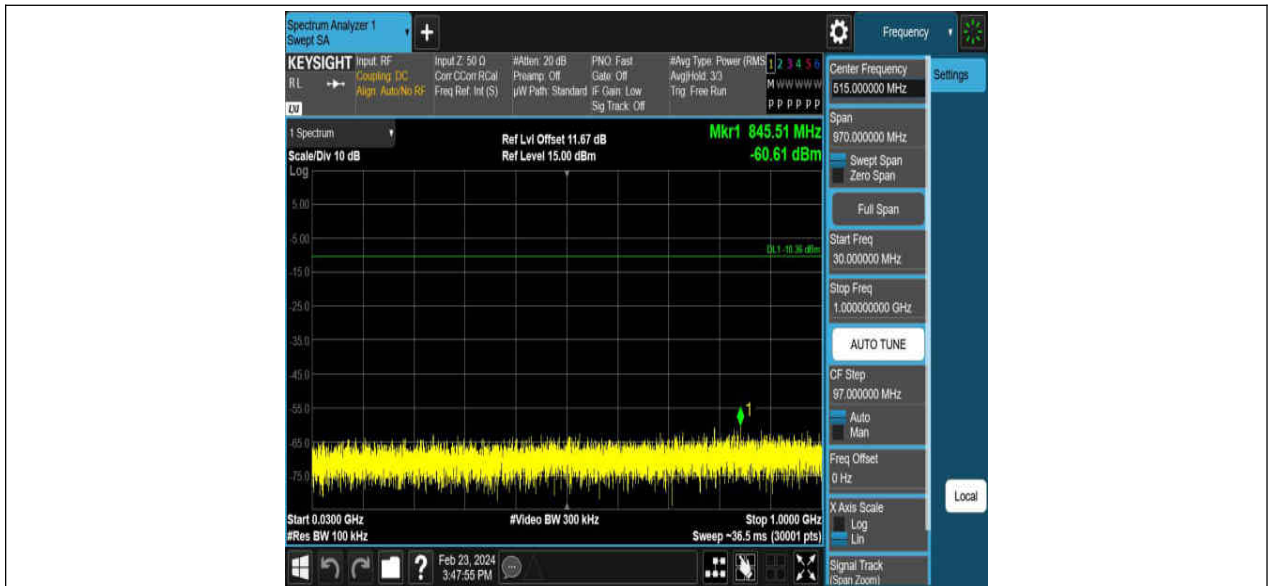 Spectrum Analyzer 1
Swept SA
+
Frequency
KEYSIGHT
RL
LXI
Input: RF
Coupling: DC
Align: Auto/No RF
Input Z: 50 Ω
Corr CCorr RCal
Freq Ref: Int (S)
#Atten: 20 dB
Preamp: Off
µW Path: Standard
PNO: Fast
Gate: Off
IF Gain: Low
Sig Track: Off
#Avg Type: Power (RMS
Avg|Hold: 3/3
Trig: Free Run
1 2 3 4 5 6
M W W W W W
P P P P P P
1 Spectrum
Scale/Div 10 dB
Log
Ref Lvl Offset 11.67 dB
Ref Level 15.00 dBm
Mkr1 845.51 MHz
-60.61 dBm
5.00
-5.00
DL1 -10.36 dBm
-15.0
-25.0
-35.0
-45.0
-55.0
1
-65.0
-75.0
Start 0.0300 GHz
#Res BW 100 kHz
#Video BW 300 kHz
Stop 1.0000 GHz
Sweep ~36.5 ms (30001 pts)
?
Feb 23, 2024
3:47:55 PM
Center Frequency
515.000000 MHz
Span
970.000000 MHz
Swept Span
Zero Span
Full Span
Start Freq
30.000000 MHz
Stop Freq
1.000000000 GHz
AUTO TUNE
CF Step
97.000000 MHz
Auto
Man
Freq Offset
0 Hz
X Axis Scale
Log
Lin
Signal Track
(Span Zoom)
Settings
Local